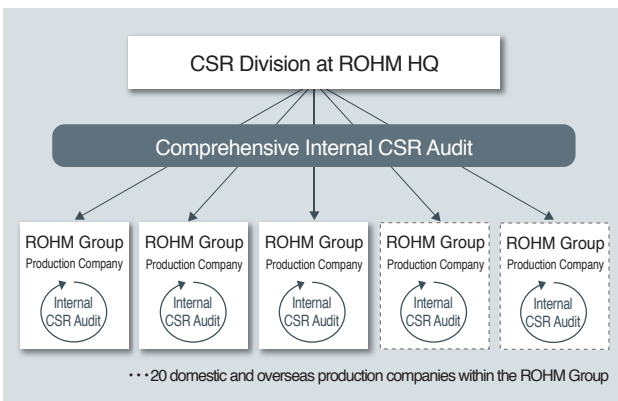 CSR Division at ROHM HQ
Comprehensive Internal CSR Audit
ROHM Group
Production Company
Internal
CSR Audit
ROHM Group
Production Company
Internal
CSR Audit
ROHM Group
Production Company
Internal
CSR Audit
ROHM Group
Production Company
Internal
CSR Audit
ROHM Group
Production Company
Internal
CSR Audit
･･･20 domestic and overseas production companies within the ROHM Group